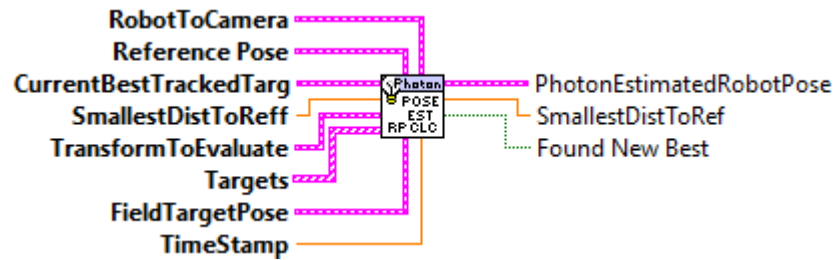 RobotToCamera
Reference Pose
CurrentBestTrackedTarg
SmallestDistToReff
TransformToEvaluate
Targets
FieldTargetPose
TimeStamp
Photon
POSE
EST
RP CLC
PhotonEstimatedRobotPose
SmallestDistToRef
Found New Best